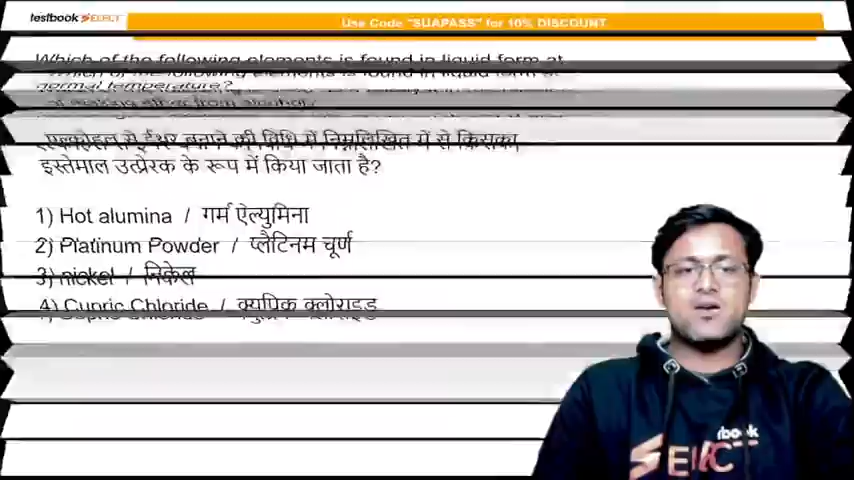 testbook SELECT
Use Code "SUAPASS" for 10% DISCOUNT
Which of the following elements is found in liquid form at
normal temperature?
एल्कोहल से ईथर बनाने की विधि में निम्नलिखित में से किसका
इस्तेमाल उत्प्रेरक के रूप में किया जाता है?
1) Hot alumina / गर्म ऐल्युमिना
2) Platinum Powder / प्लैटिनम चूर्ण
3) nickel / निकेल
4) Cupric Chloride / क्युप्रिक क्लोराइड
SELECT